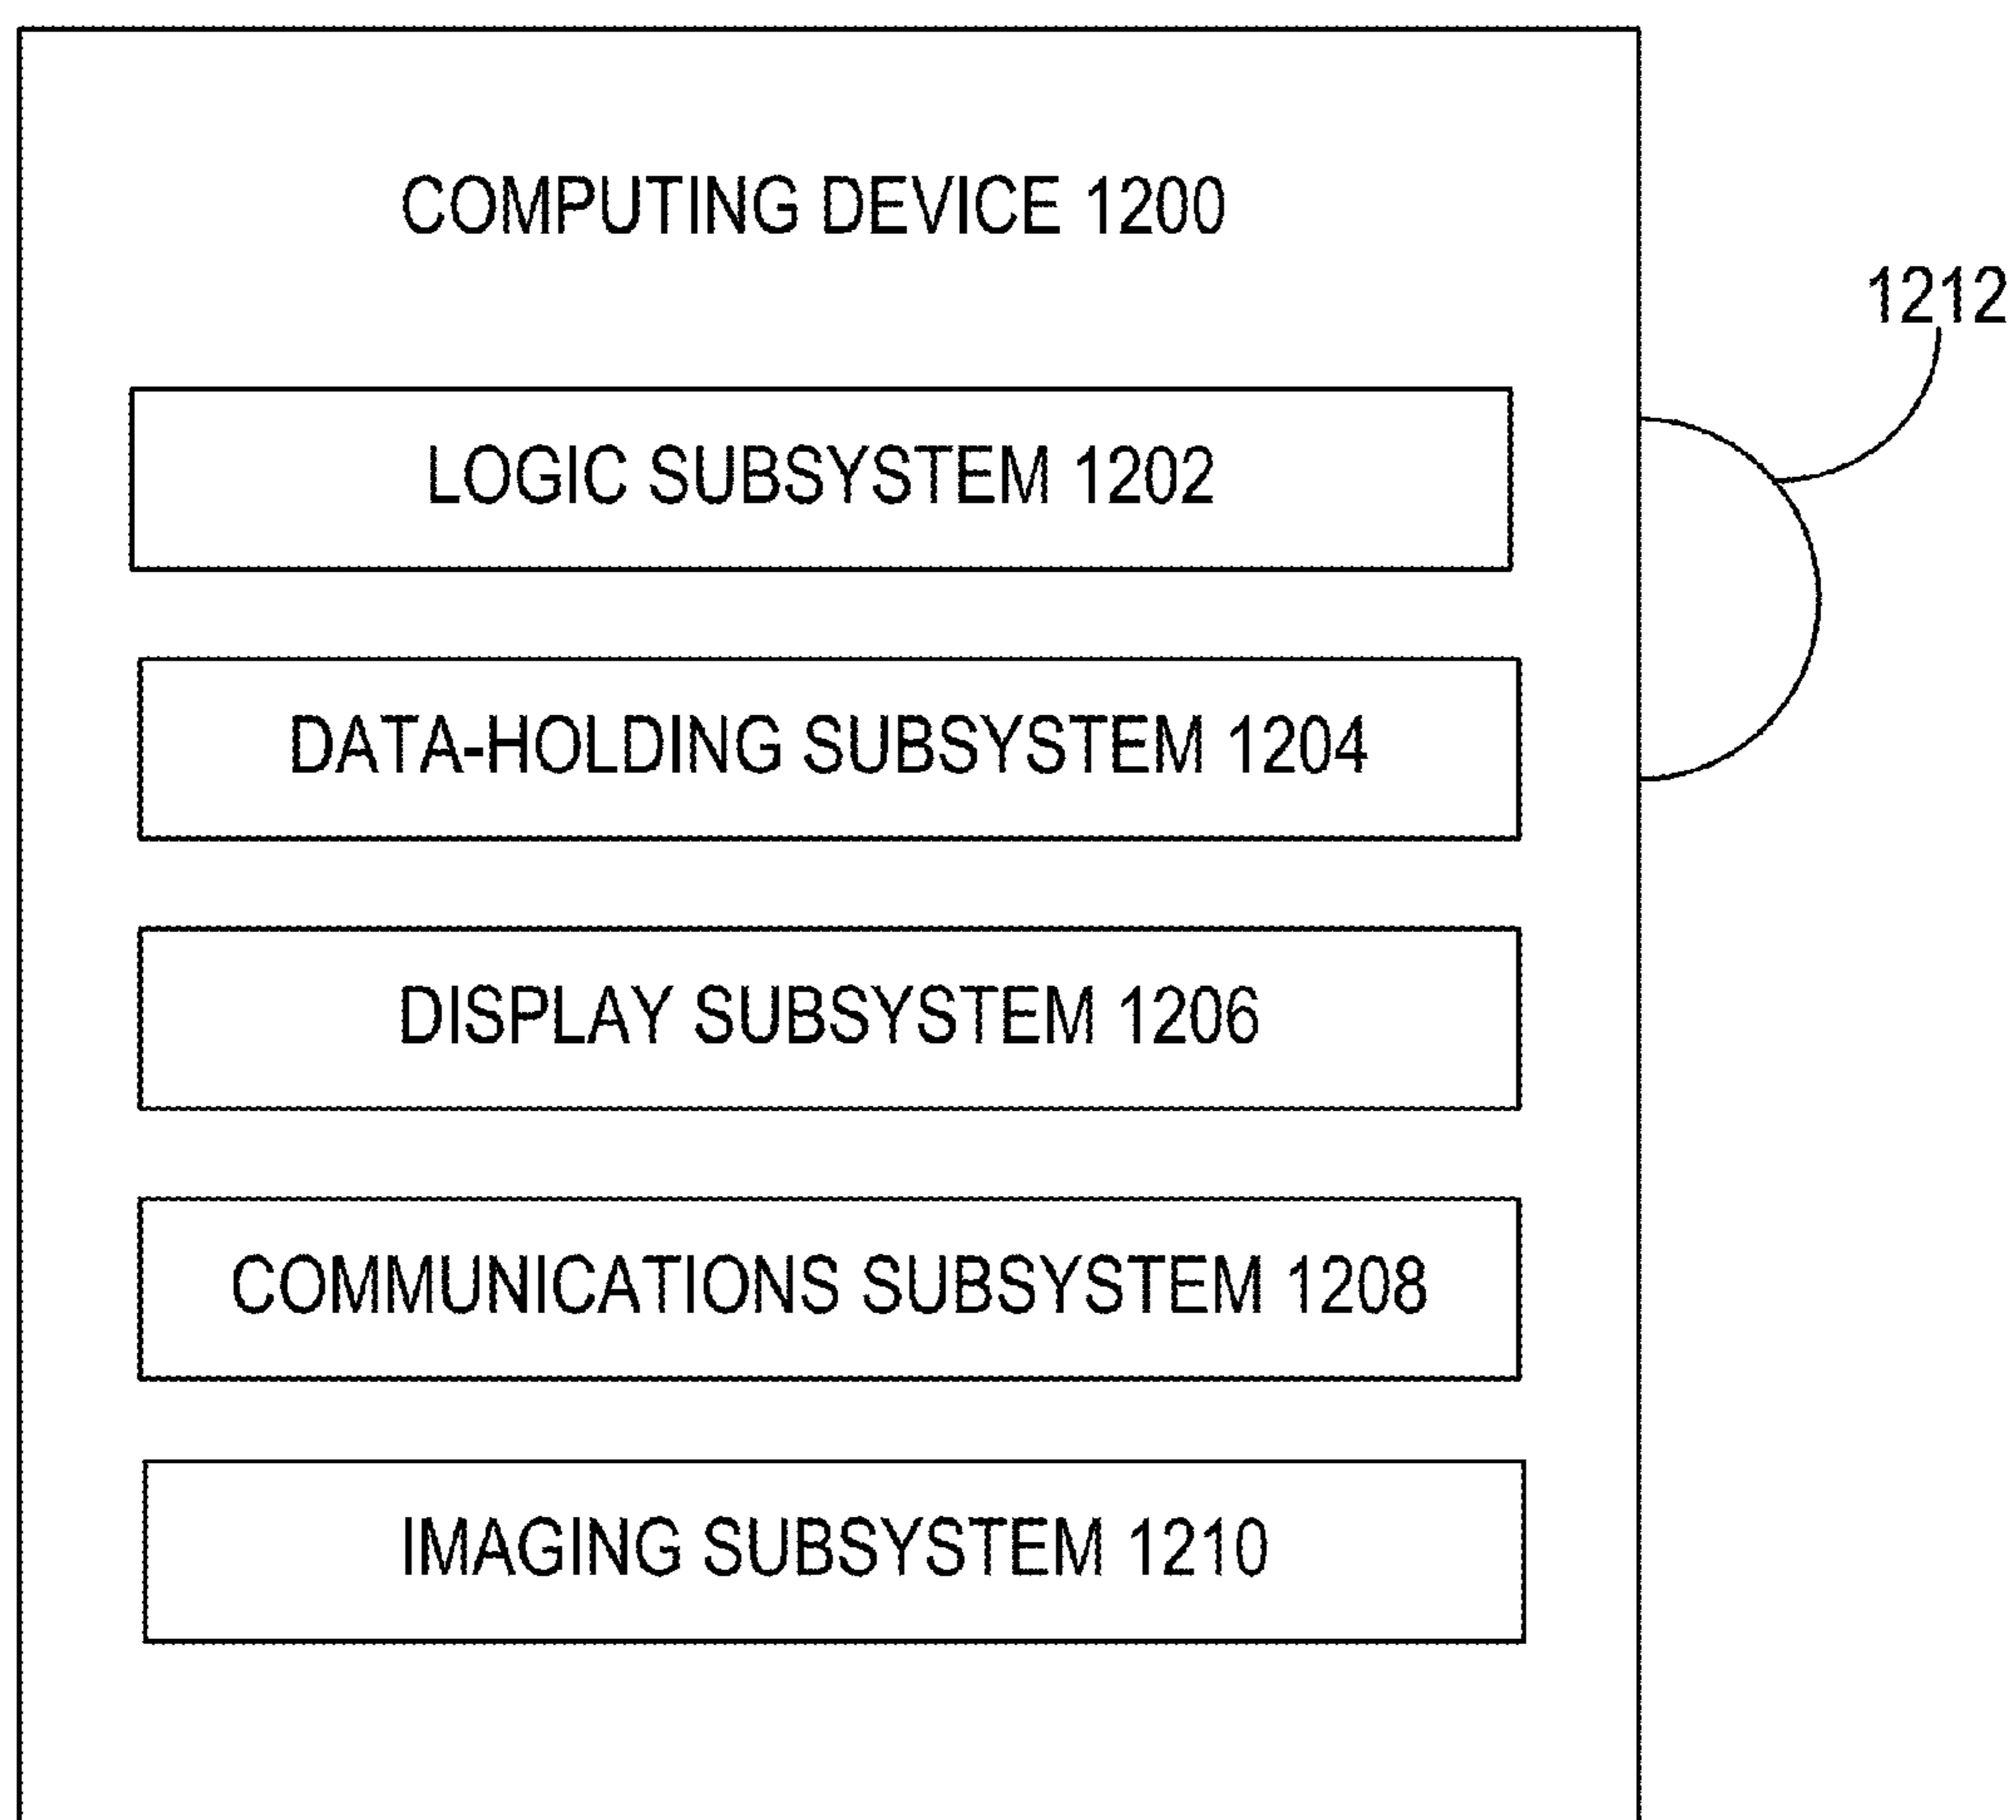 COMPUTING DEVICE 1200
1212
LOGIC SUBSYSTEM 1202
DATA-HOLDING SUBSYSTEM 1204
DISPLAY SUBSYSTEM 1206
COMMUNICATIONS SUBSYSTEM 1208
IMAGING SUBSYSTEM 1210